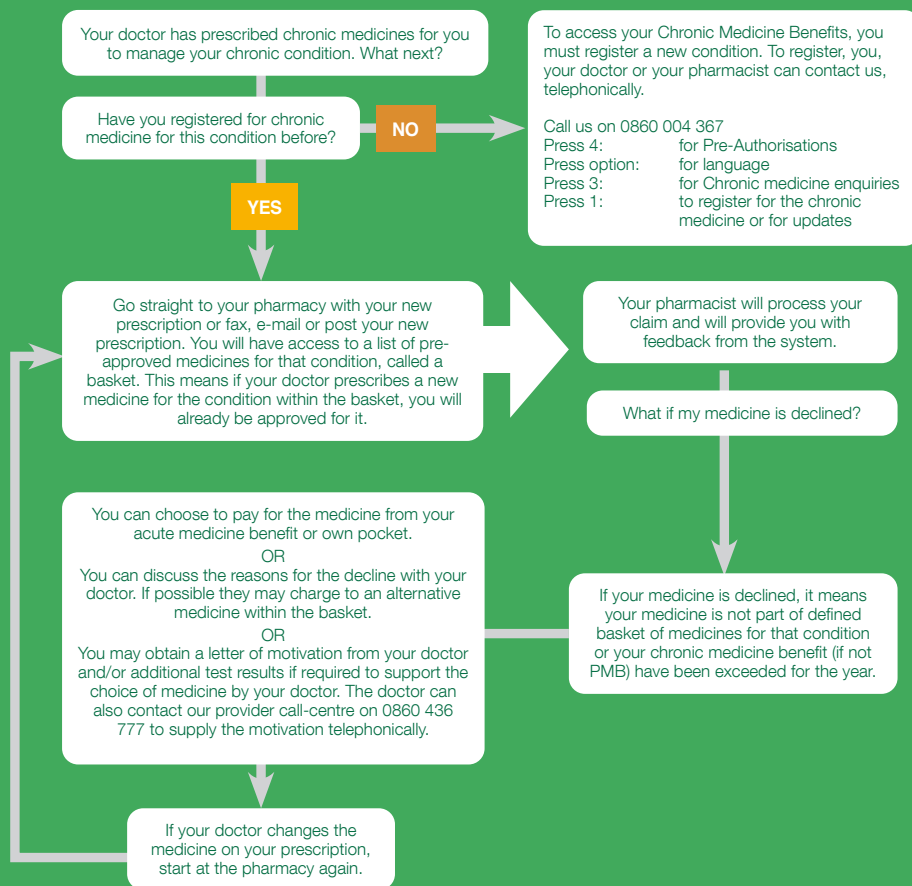 Your doctor has prescribed chronic medicines for you
to manage your chronic condition. What next?
Have you registered for chronic
medicine for this condition before?
NO
To access your Chronic Medicine Benefits, you
must register a new condition. To register, you,
your doctor or your pharmacist can contact us,
telephonically.
Call us on 0860 004 367
Press 4: for Pre-Authorisations
Press option: for language
Press 3: for Chronic medicine enquiries
Press 1: to register for the chronic
medicine or for updates
YES
Go straight to your pharmacy with your new
prescription or fax, e-mail or post your new
prescription. You will have access to a list of pre-
approved medicines for that condition, called a
basket. This means if your doctor prescribes a new
medicine for the condition within the basket, you will
already be approved for it.
Your pharmacist will process your
claim and will provide you with
feedback from the system.
What if my medicine is declined?
If your medicine is declined, it means
your medicine is not part of defined
basket of medicines for that condition
or your chronic medicine benefit (if not
PMB) have been exceeded for the year.
You can choose to pay for the medicine from your
acute medicine benefit or own pocket.
OR
You can discuss the reasons for the decline with your
doctor. If possible they may charge to an alternative
medicine within the basket.
OR
You may obtain a letter of motivation from your doctor
and/or additional test results if required to support the
choice of medicine by your doctor. The doctor can
also contact our provider call-centre on 0860 436
777 to supply the motivation telephonically.
If your doctor changes the
medicine on your prescription,
start at the pharmacy again.